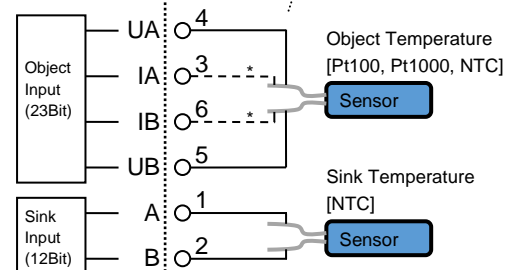 UA 4
Object Temperature
[Pt100, Pt1000, NTC]
Object
Input
(23Bit)
IA 3 *
Sensor
IB 6 *
UB 5
Sink Temperature
[NTC]
Sink
Input
(12Bit)
A 1
Sensor
B 2